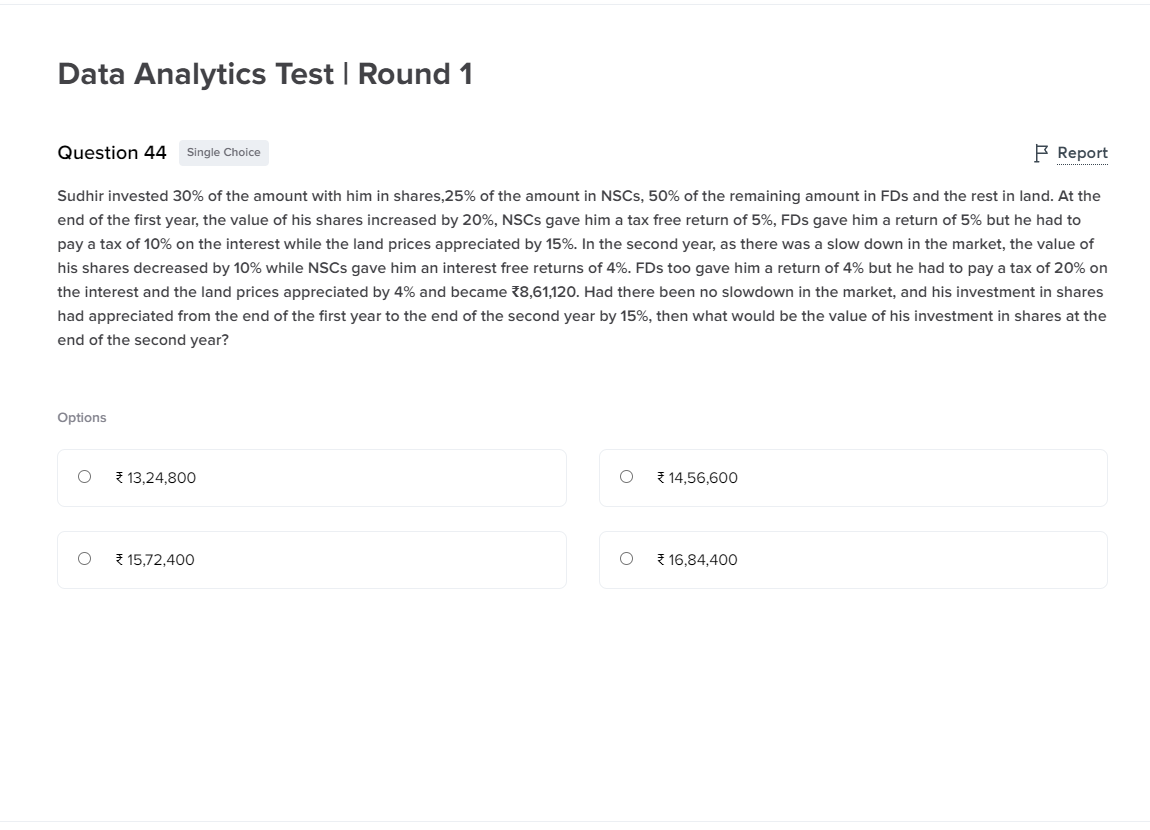 Data Analytics Test | Round 1
Question 44 Single Choice Report
Sudhir invested 30% of the amount with him in shares,25% of the amount in NSCs, 50% of the remaining amount in FDs and the rest in land. At the
end of the first year, the value of his shares increased by 20%, NSCs gave him a tax free return of 5%, FDs gave him a return of 5% but he had to
pay a tax of 10% on the interest while the land prices appreciated by 15%. In the second year, as there was a slow down in the market, the value of
his shares decreased by 10% while NSCs gave him an interest free returns of 4%. FDs too gave him a return of 4% but he had to pay a tax of 20% on
the interest and the land prices appreciated by 4% and became ₹8,61,120. Had there been no slowdown in the market, and his investment in shares
had appreciated from the end of the first year to the end of the second year by 15%, then what would be the value of his investment in shares at the
end of the second year?
Options
₹ 13,24,800
₹ 14,56,600
₹ 15,72,400
₹ 16,84,400